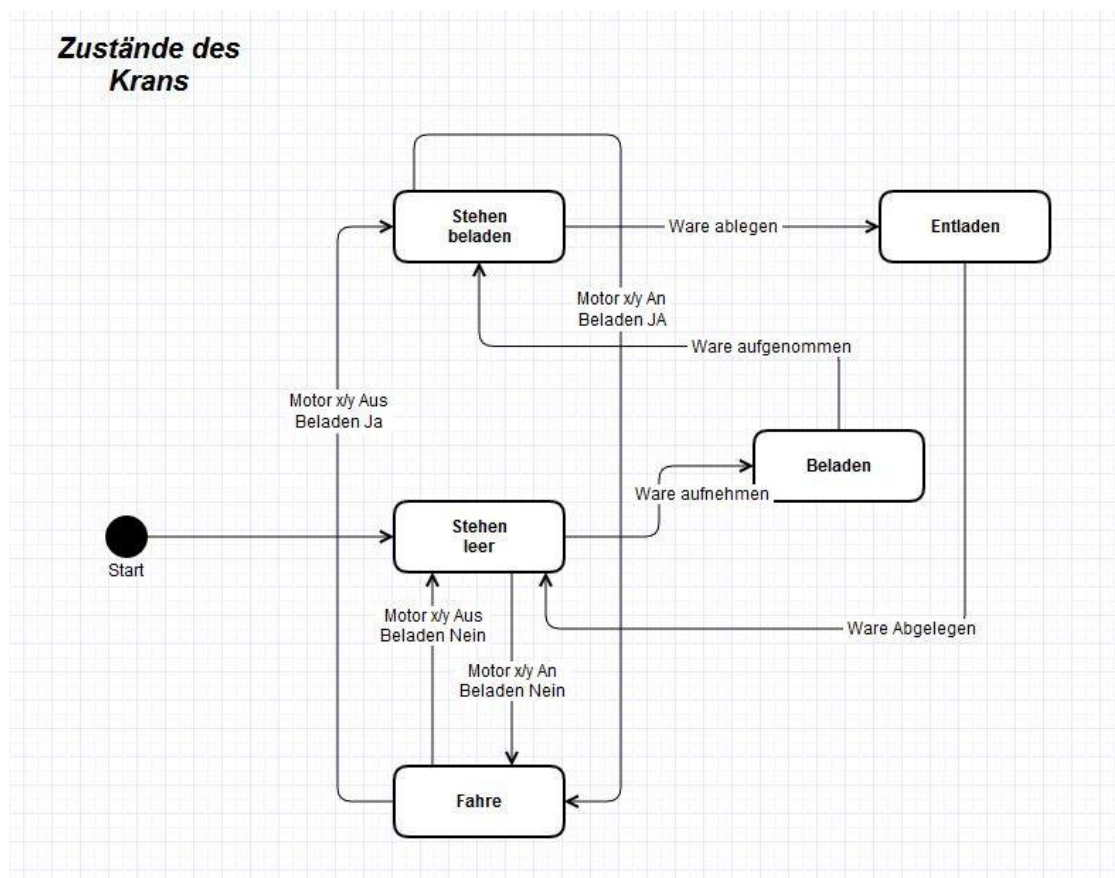 Zustände des
Krans
Stehen
beladen
Ware ablegen
Entladen
Motor x/y An
Beladen JA
Ware aufgenommen
Motor x/y Aus
Beladen Ja
Beladen
Ware aufnehmen
Stehen
leer
Start
Motor x/y Aus
Beladen Nein
Ware Abgelegen
Motor x/y An
Beladen Nein
Fahre